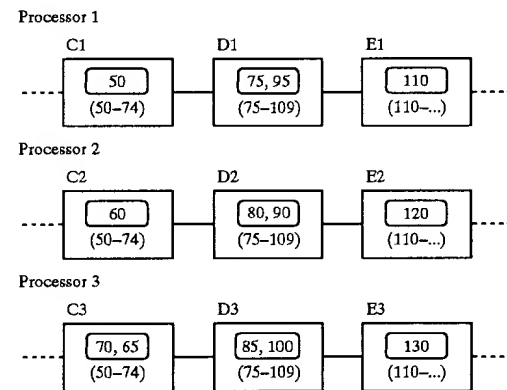 Processor 1
C1 D1 E1
50 75, 95 110
(50–74) (75–109) (110–...)
Processor 2
C2 D2 E2
60 80, 90 120
(50–74) (75–109) (110–...)
Processor 3
C3 D3 E3
70, 65 85, 100 130
(50–74) (75–109) (110–...)